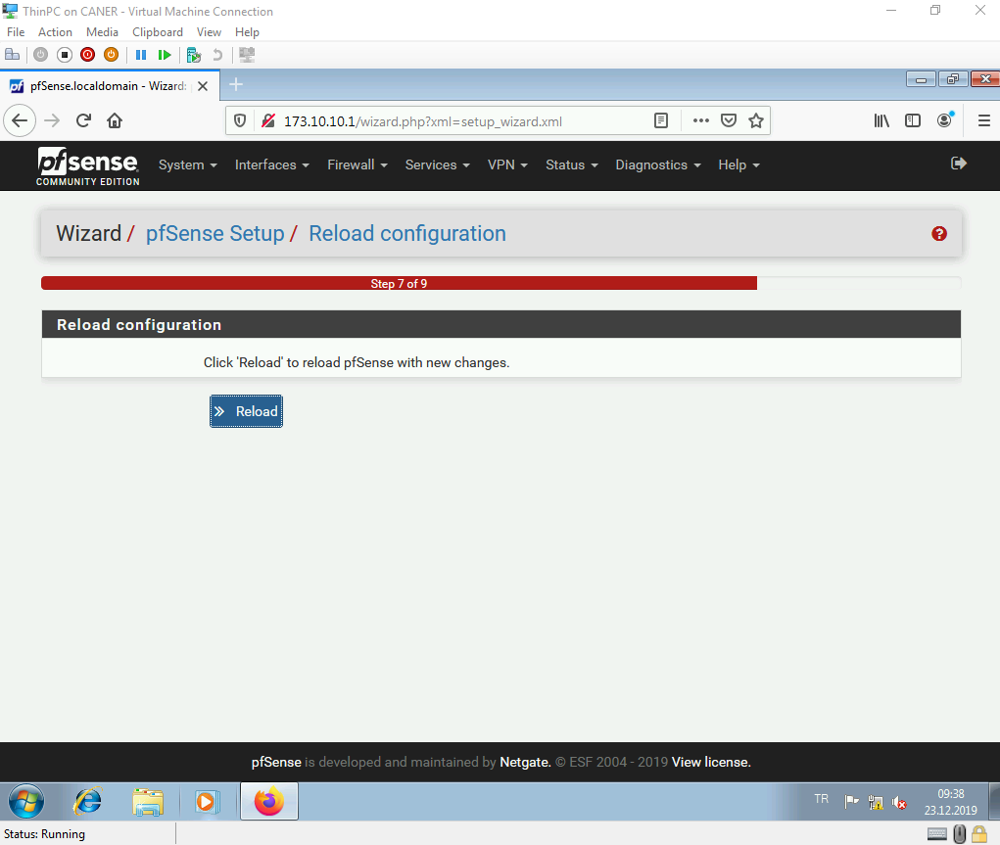 ThinPC on CANER - Virtual Machine Connection
File Action Media Clipboard View Help
pfSense.localdomain - Wizard:
173.10.10.1/wizard.php?xml=setup_wizard.xml
pfsense
COMMUNITY EDITION
System Interfaces Firewall Services VPN Status Diagnostics Help
Wizard / pfSense Setup / Reload configuration
Step 7 of 9
Reload configuration
Click 'Reload' to reload pfSense with new changes.
Reload
pfSense is developed and maintained by Netgate. © ESF 2004 - 2019 View license.
TR
09:38
23.12.2019
Status: Running